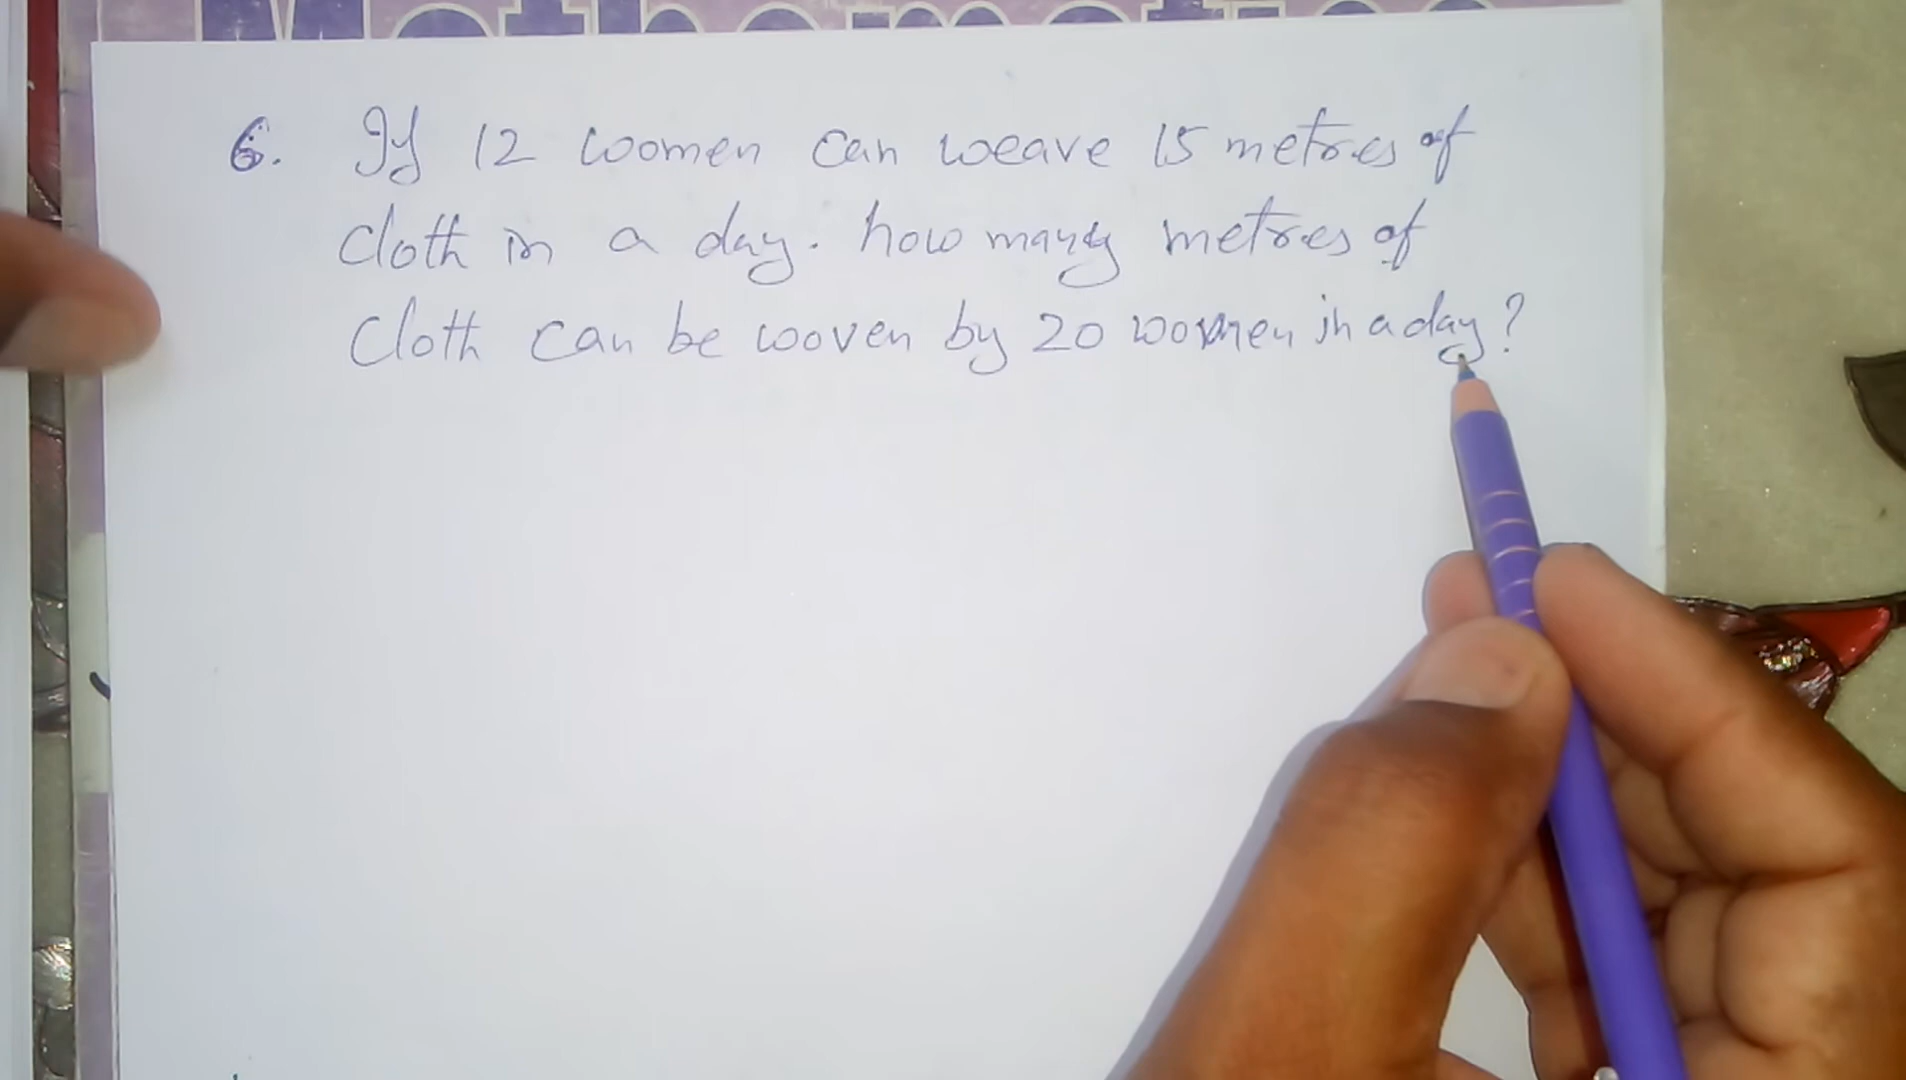 Mathematics
6. If 12 women can weave 15 metres of
cloth in a day. how many metres of
cloth can be woven by 20 women in a day?